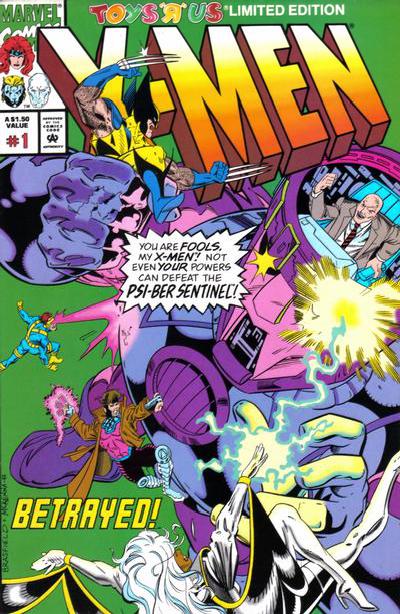 MARVEL
COMICS
TOYS"R"US® LIMITED EDITION
X-MEN
™
A $1.50
VALUE
#1
APPROVED
BY THE
COMICS
CODE
AUTHORITY
YOU ARE FOOLS,
MY X-MEN! NOT
EVEN YOUR POWERS
CAN DEFEAT THE
PSI-BER SENTINEL!
BETRAYED!